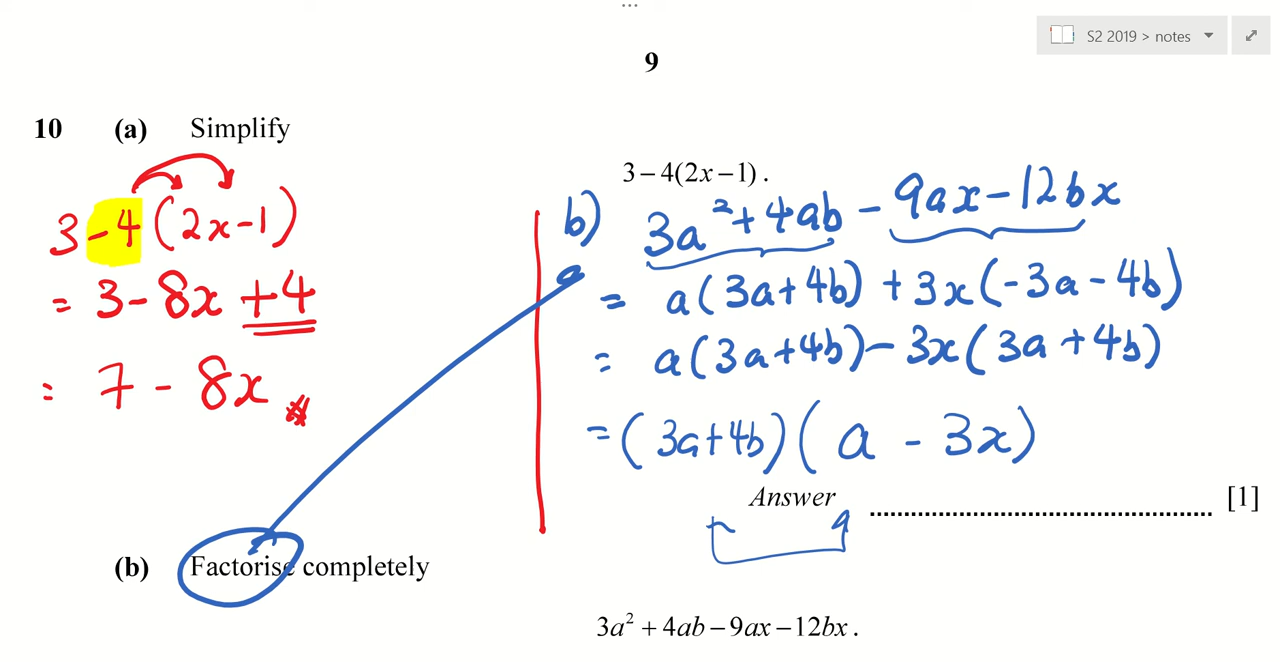 ...
S2 2019 > notes
9
10 (a) Simplify
3 − 4(2x − 1) .
3 - 4 (2x - 1)
= 3 - 8x + 4
= 7 - 8x
b) 3a² + 4ab - 9ax - 12bx
= a(3a + 4b) + 3x(-3a - 4b)
= a(3a + 4b) - 3x(3a + 4b)
= (3a + 4b)(a - 3x)
Answer ................................................ [1]
(b) Factorise completely
3a² + 4ab − 9ax − 12bx .